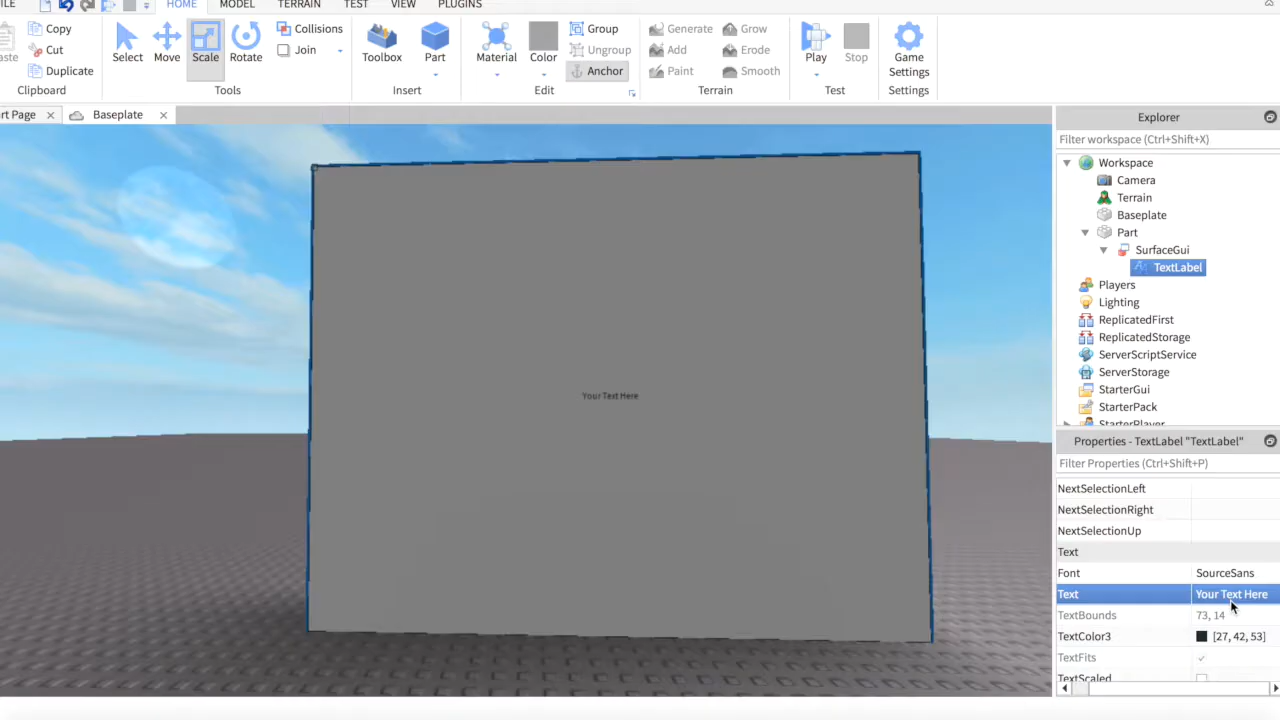 HOME MODEL TERRAIN TEST VIEW PLUGINS
Copy
Cut
Duplicate
Clipboard
Select Move Scale Rotate
Collisions
Join
Tools
Toolbox Part
Insert
Material Color
Group
Ungroup
Anchor
Edit
Generate Grow
Add Erode
Paint Smooth
Terrain
Play Stop
Test
Game
Settings
Settings
rt Page
Baseplate
Your Text Here
Explorer
Filter workspace (Ctrl+Shift+X)
Workspace
Camera
Terrain
Baseplate
Part
SurfaceGui
TextLabel
Players
Lighting
ReplicatedFirst
ReplicatedStorage
ServerScriptService
ServerStorage
StarterGui
StarterPack
StarterPlayer
Properties - TextLabel "TextLabel"
Filter Properties (Ctrl+Shift+P)
NextSelectionLeft
NextSelectionRight
NextSelectionUp
Text
Font SourceSans
Text Your Text Here
TextBounds 73, 14
TextColor3 [27, 42, 53]
TextFits
TextScaled